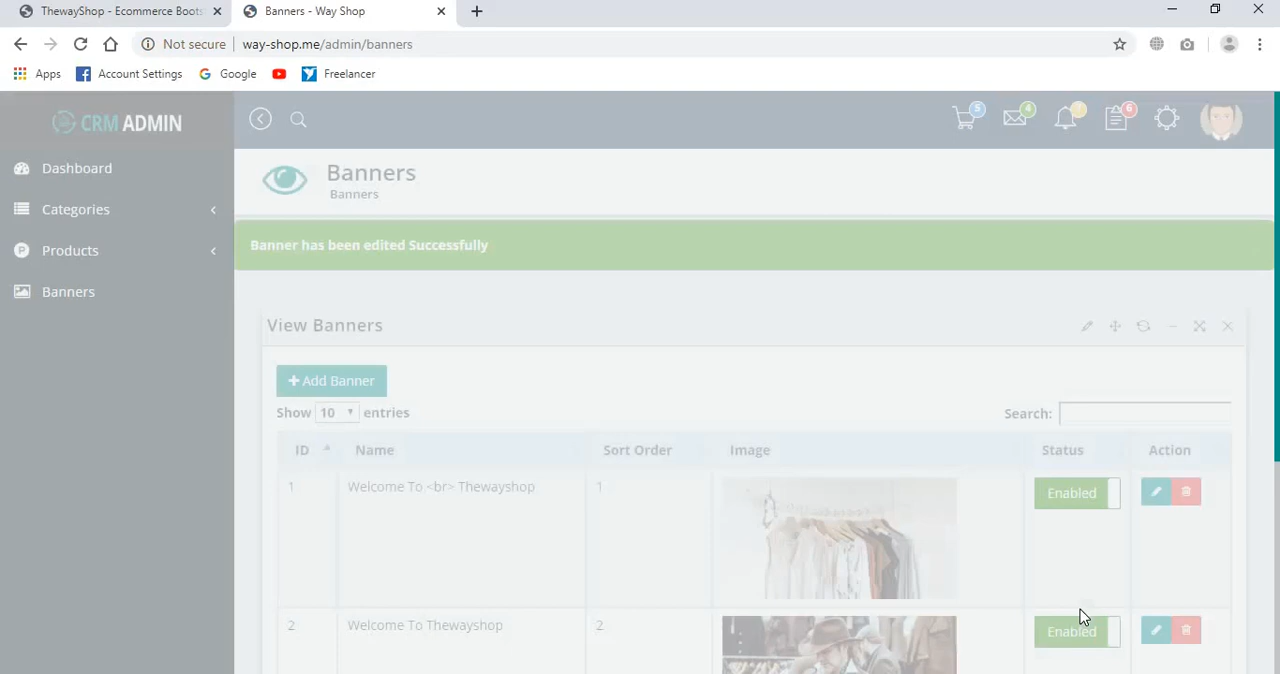 ThewayShop - Ecommerce Boots
Banners - Way Shop
Not secure
way-shop.me/admin/banners
Apps
Account Settings
Google
Freelancer
CRM ADMIN
5
4
6
Dashboard
Categories
Products
Banners
Banners
Banners
Banner has been edited Successfully
View Banners
Add Banner
Show 10 entries
Search:
ID
Name
Sort Order
Image
Status
Action
1
Welcome To <br> Thewayshop
1
Enabled
2
Welcome To Thewayshop
2
Enabled